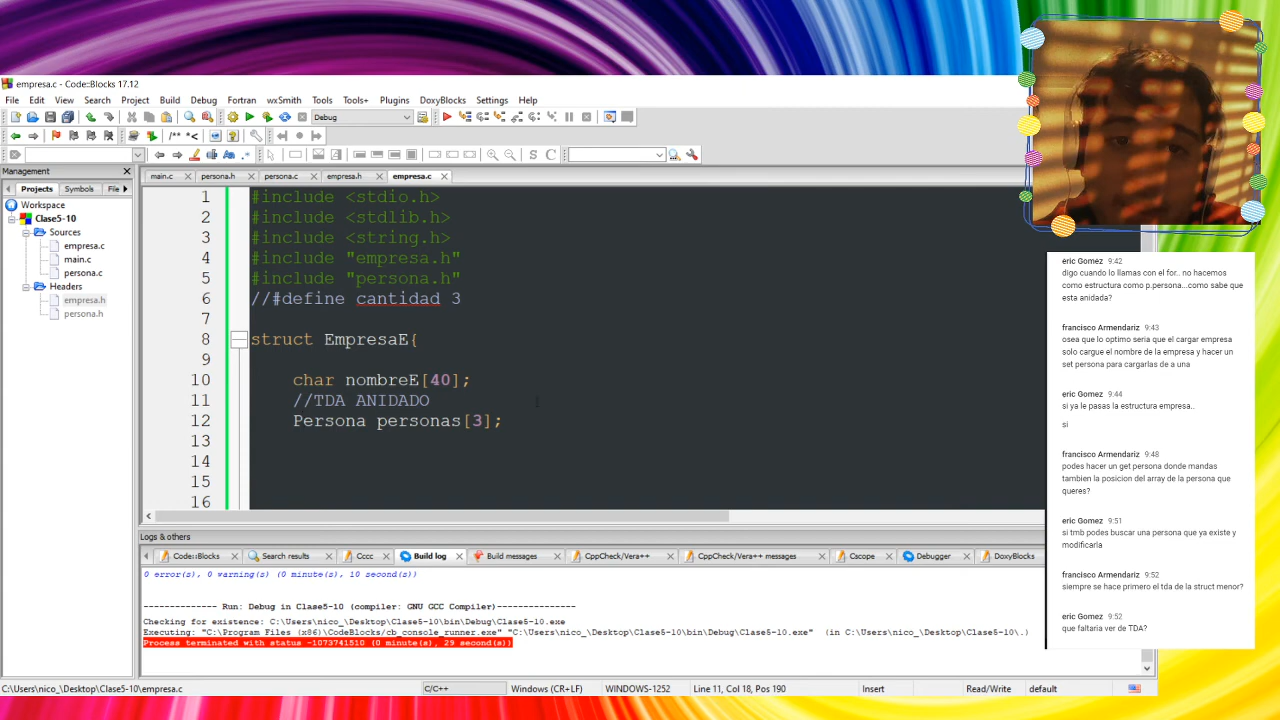 empresa.c - Code::Blocks 17.12
File Edit View Search Project Build Debug Fortran wxSmith Tools Tools+ Plugins DoxyBlocks Settings Help
Debug
/** *<
Aa
S C
Management
Projects Symbols File
main.c persona.h persona.c empresa.h empresa.c
Workspace
Clase5-10
Sources
empresa.c
main.c
persona.c
Headers
empresa.h
persona.h
1 #include <stdio.h>
2 #include <stdlib.h>
3 #include <string.h>
4 #include "empresa.h"
5 #include "persona.h"
6 //#define cantidad 3
7
8 struct EmpresaE{
9
10 char nombreE[40];
11 //TDA ANIDADO
12 Persona personas[3];
13
14
15
16
Logs & others
Code::Blocks Search results Cccc Build log Build messages CppCheck/Vera++ CppCheck/Vera++ messages Cscope Debugger DoxyBlocks
0 error(s), 0 warning(s) (0 minute(s), 10 second(s))
-------------- Run: Debug in Clase5-10 (compiler: GNU GCC Compiler)---------------
Checking for existence: C:\Users\nico_\Desktop\Clase5-10\bin\Debug\Clase5-10.exe
Executing: "C:\Program Files (x86)\CodeBlocks/cb_console_runner.exe" "C:\Users\nico_\Desktop\Clase5-10\bin\Debug\Clase5-10.exe" (in C:\Users\nico_\Desktop\Clase5-10\.)
Process terminated with status -1073741510 (0 minute(s), 29 second(s))
C:\Users\nico_\Desktop\Clase5-10\empresa.c C/C++ Windows (CR+LF) WINDOWS-1252 Line 11, Col 18, Pos 190 Insert Read/Write default
eric Gomez 9:42
digo cuando lo llamas con el for.. no hacemos
como estructura como p.persona...como sabe que
esta anidada?
francisco Armendariz 9:43
osea que lo optimo seria que el cargar empresa
solo cargue el nombre de la empresa y hacer un
set persona para cargarlas de a una
eric Gomez 9:44
si ya le pasas la estructura empresa..
si
francisco Armendariz 9:48
podes hacer un get persona donde mandas
tambien la posicion del array de la persona que
queres?
eric Gomez 9:51
si tmb podes buscar una persona que ya existe y
modificarla
francisco Armendariz 9:52
siempre se hace primero el tda de la struct menor?
eric Gomez 9:52
que faltaria ver de TDA?